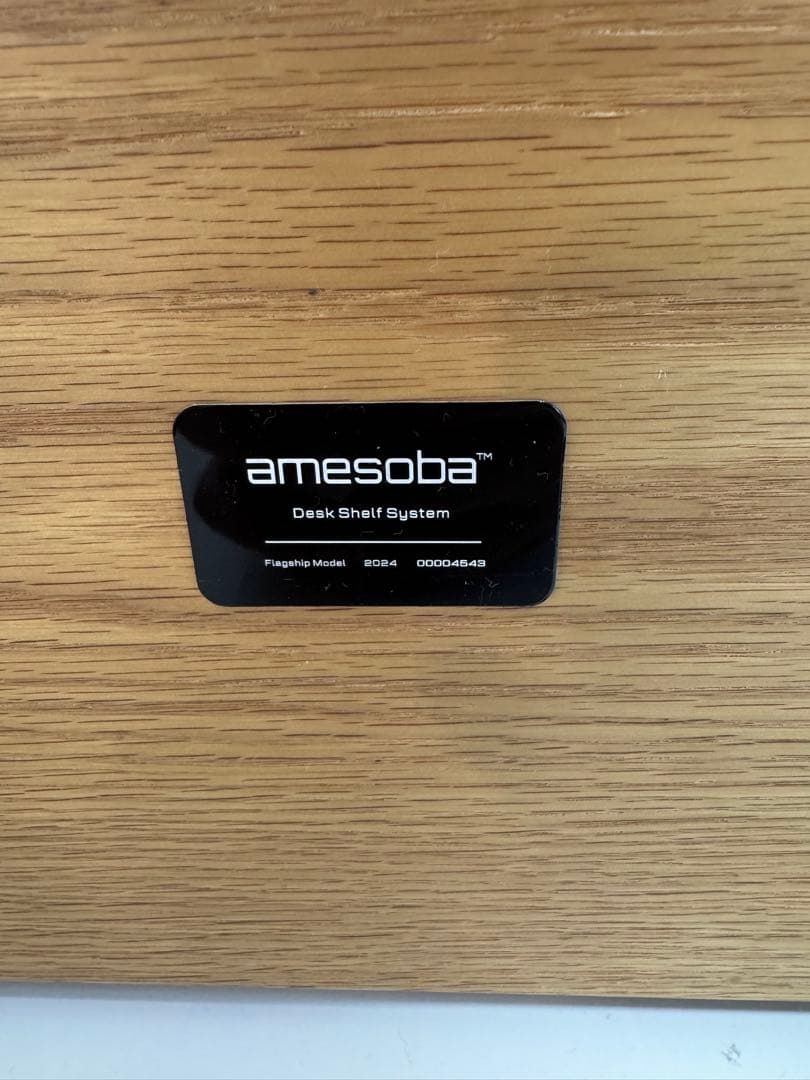 amesoba™
Desk Shelf System
Flagship Model 2024 00004543